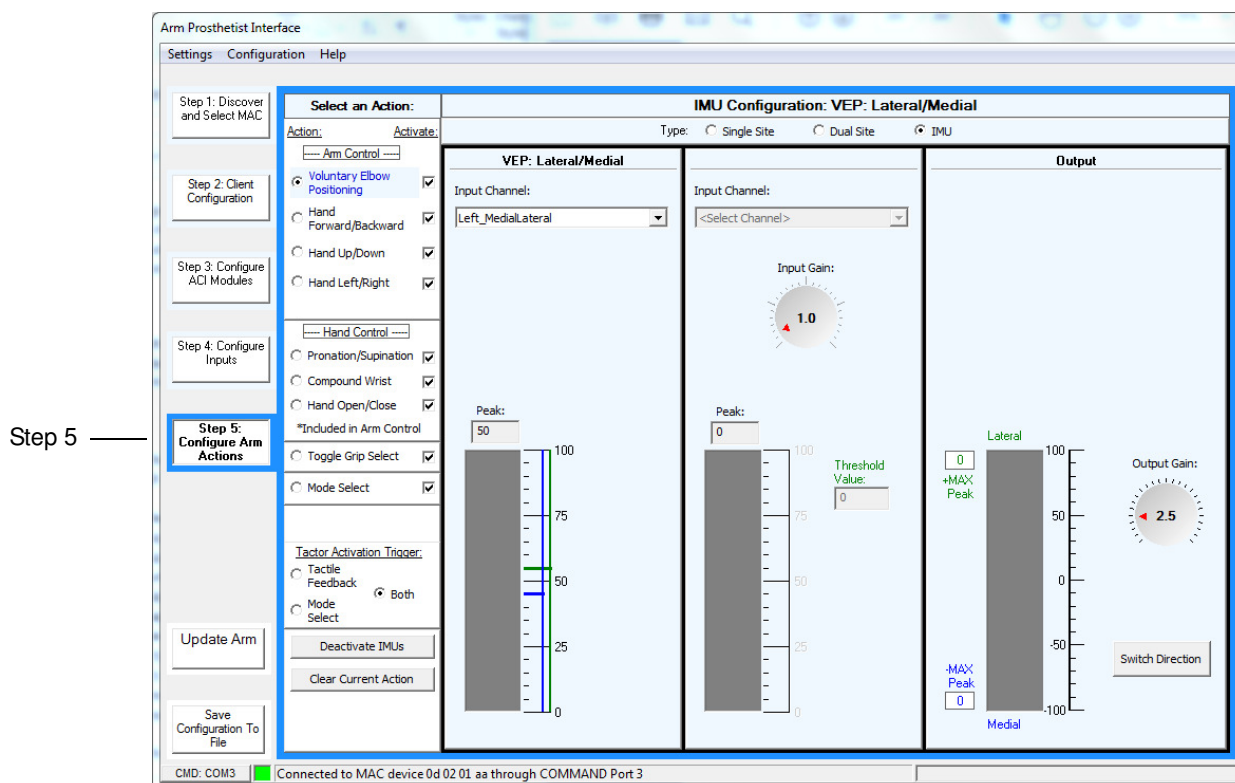 Arm Prosthetist Interface
Settings Configuration Help
Step 1: Discover
and Select MAC
Step 2: Client
Configuration
Step 3: Configure
ACI Modules
Step 4: Configure
Inputs
Step 5
Step 5:
Configure Arm
Actions
Update Arm
Save
Configuration To
File
Select an Action:
Action: Activate:
----- Arm Control -----
Voluntary Elbow
Positioning
Hand
Forward/Backward
Hand Up/Down
Hand Left/Right
----- Hand Control -----
Pronation/Supination
Compound Wrist
Hand Open/Close
*Included in Arm Control
Toggle Grip Select
Mode Select
Tactor Activation Trigger:
Tactile
Feedback
Both
Mode
Select
Deactivate IMUs
Clear Current Action
IMU Configuration: VEP: Lateral/Medial
Type: Single Site Dual Site IMU
VEP: Lateral/Medial
Input Channel:
Left_MedialLateral
Peak:
50
100
75
50
25
0
Input Channel:
<Select Channel>
Input Gain:
1.0
Peak:
0
100
75
50
25
0
Threshold
Value:
0
Output
Lateral
0
+MAX
Peak
100
50
0
-50
-100
-MAX
Peak
0
Medial
Output Gain:
2.5
Switch Direction
CMD: COM3 Connected to MAC device 0d 02 01 aa through COMMAND Port 3